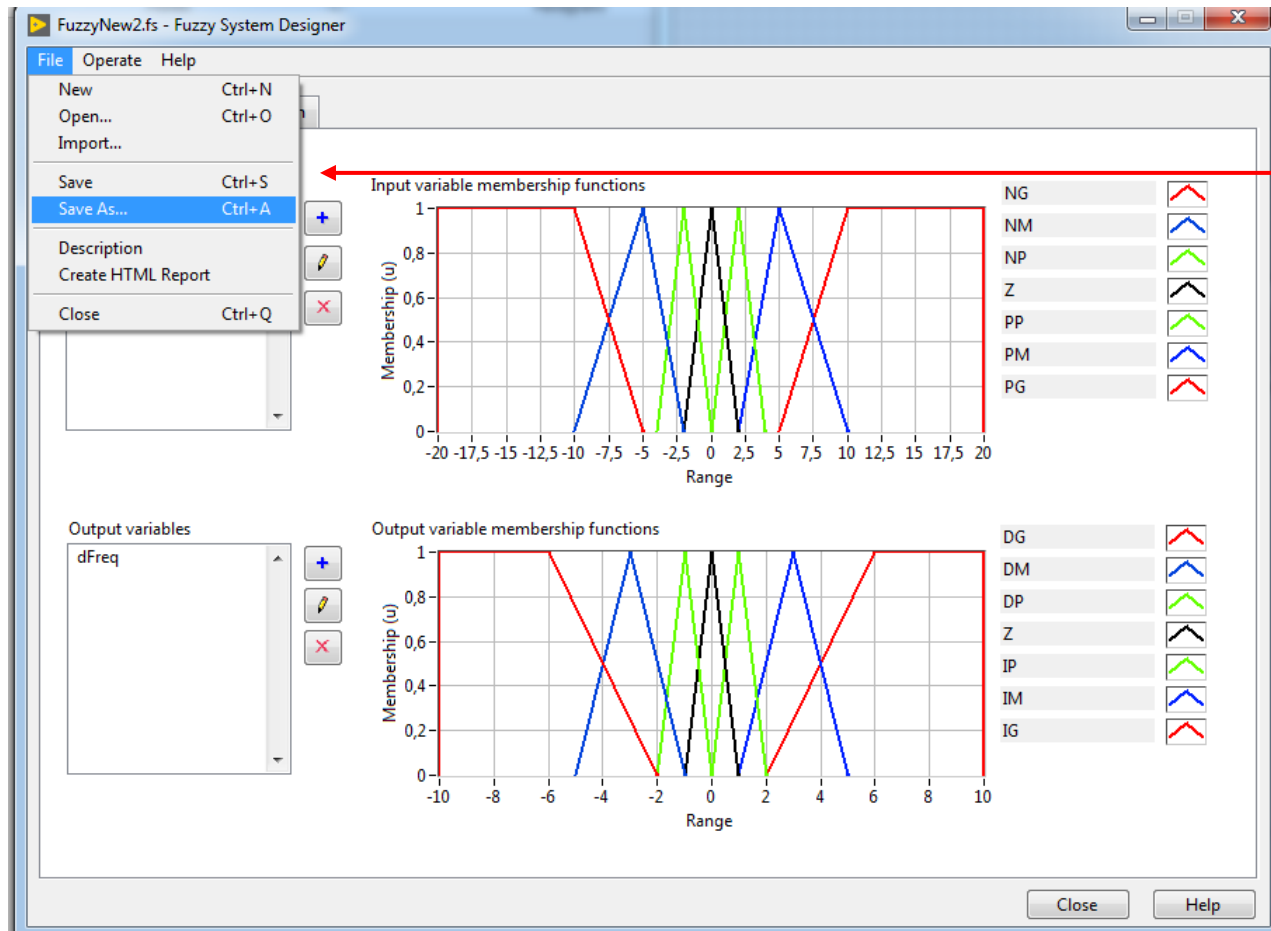 FuzzyNew2.fs - Fuzzy System Designer
File Operate Help
New Ctrl+N
Open... Ctrl+O
Import...
Save Ctrl+S
Save As... Ctrl+A
Description
Create HTML Report
Close Ctrl+Q
Input variable membership functions
Membership (u)
1
0,8
0,6
0,4
0,2
0
-20 -17,5 -15 -12,5 -10 -7,5 -5 -2,5 0 2,5 5 7,5 10 12,5 15 17,5 20
Range
NG
NM
NP
Z
PP
PM
PG
Output variables
dFreq
Output variable membership functions
Membership (u)
1
0,8
0,6
0,4
0,2
0
-10 -8 -6 -4 -2 0 2 4 6 8 10
Range
DG
DM
DP
Z
IP
IM
IG
Close Help